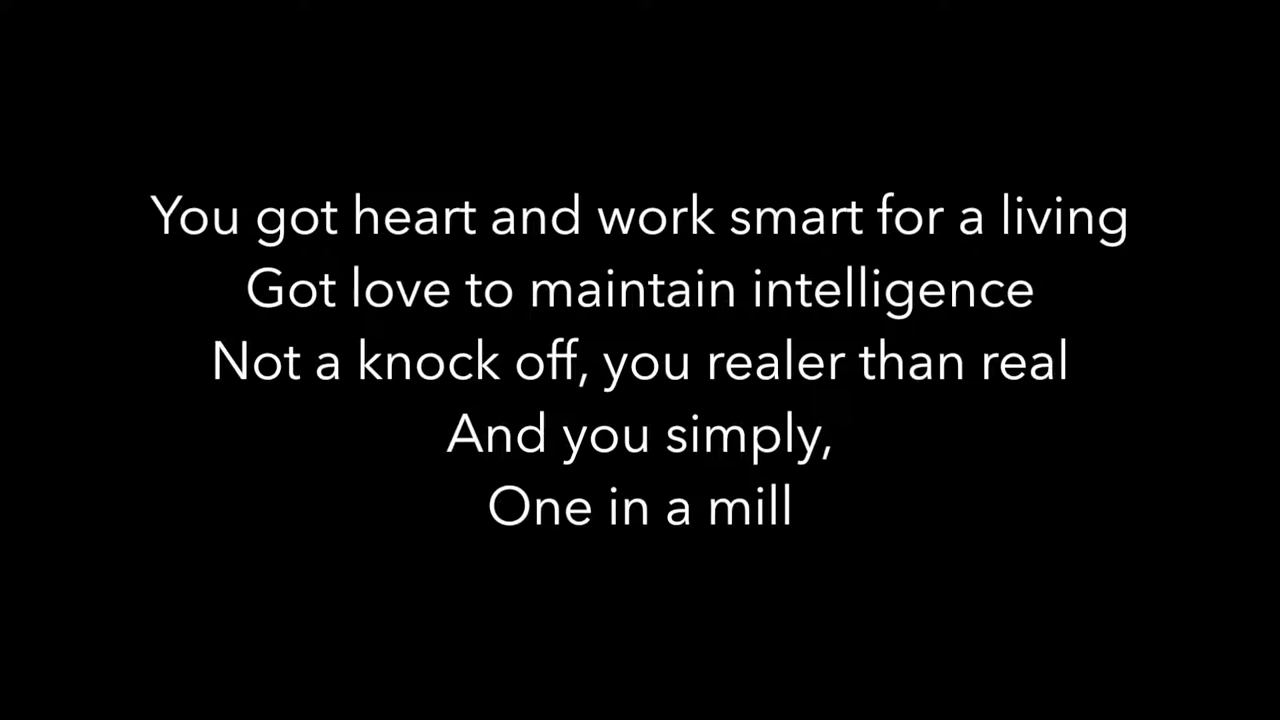 You got heart and work smart for a living
Got love to maintain intelligence
Not a knock off, you realer than real
And you simply,
One in a mill